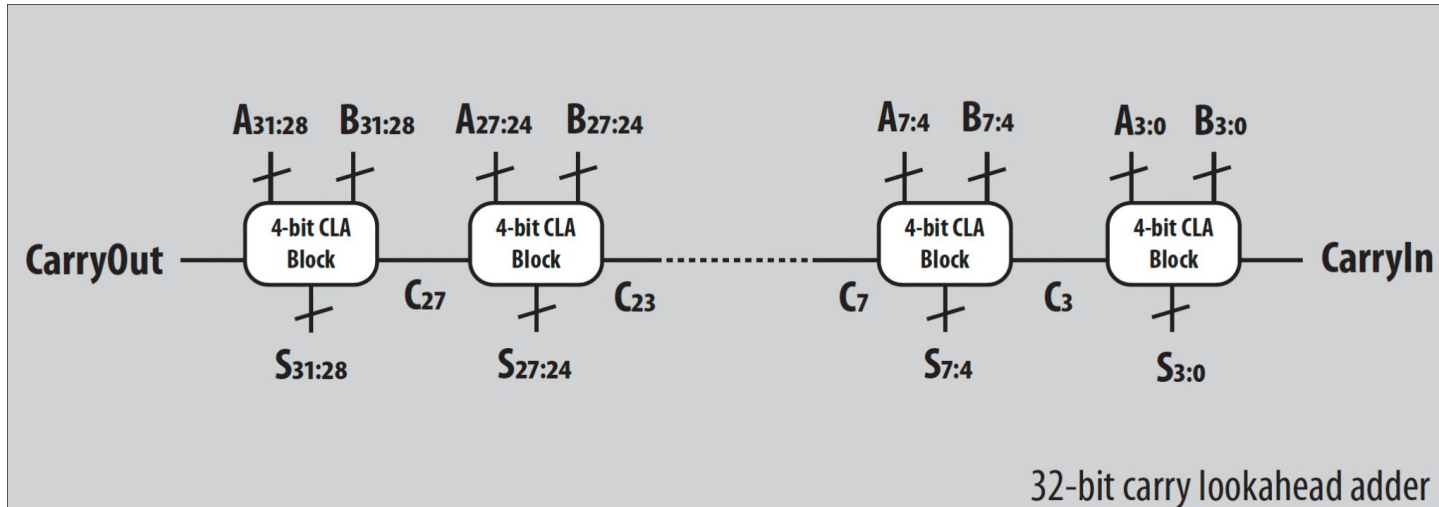 A31:28 B31:28 A27:24 B27:24 A7:4 B7:4 A3:0 B3:0
4-bit CLA Block
4-bit CLA Block
4-bit CLA Block
4-bit CLA Block
CarryOut
CarryIn
C27 C23 C7 C3
S31:28 S27:24 S7:4 S3:0
32-bit carry lookahead adder